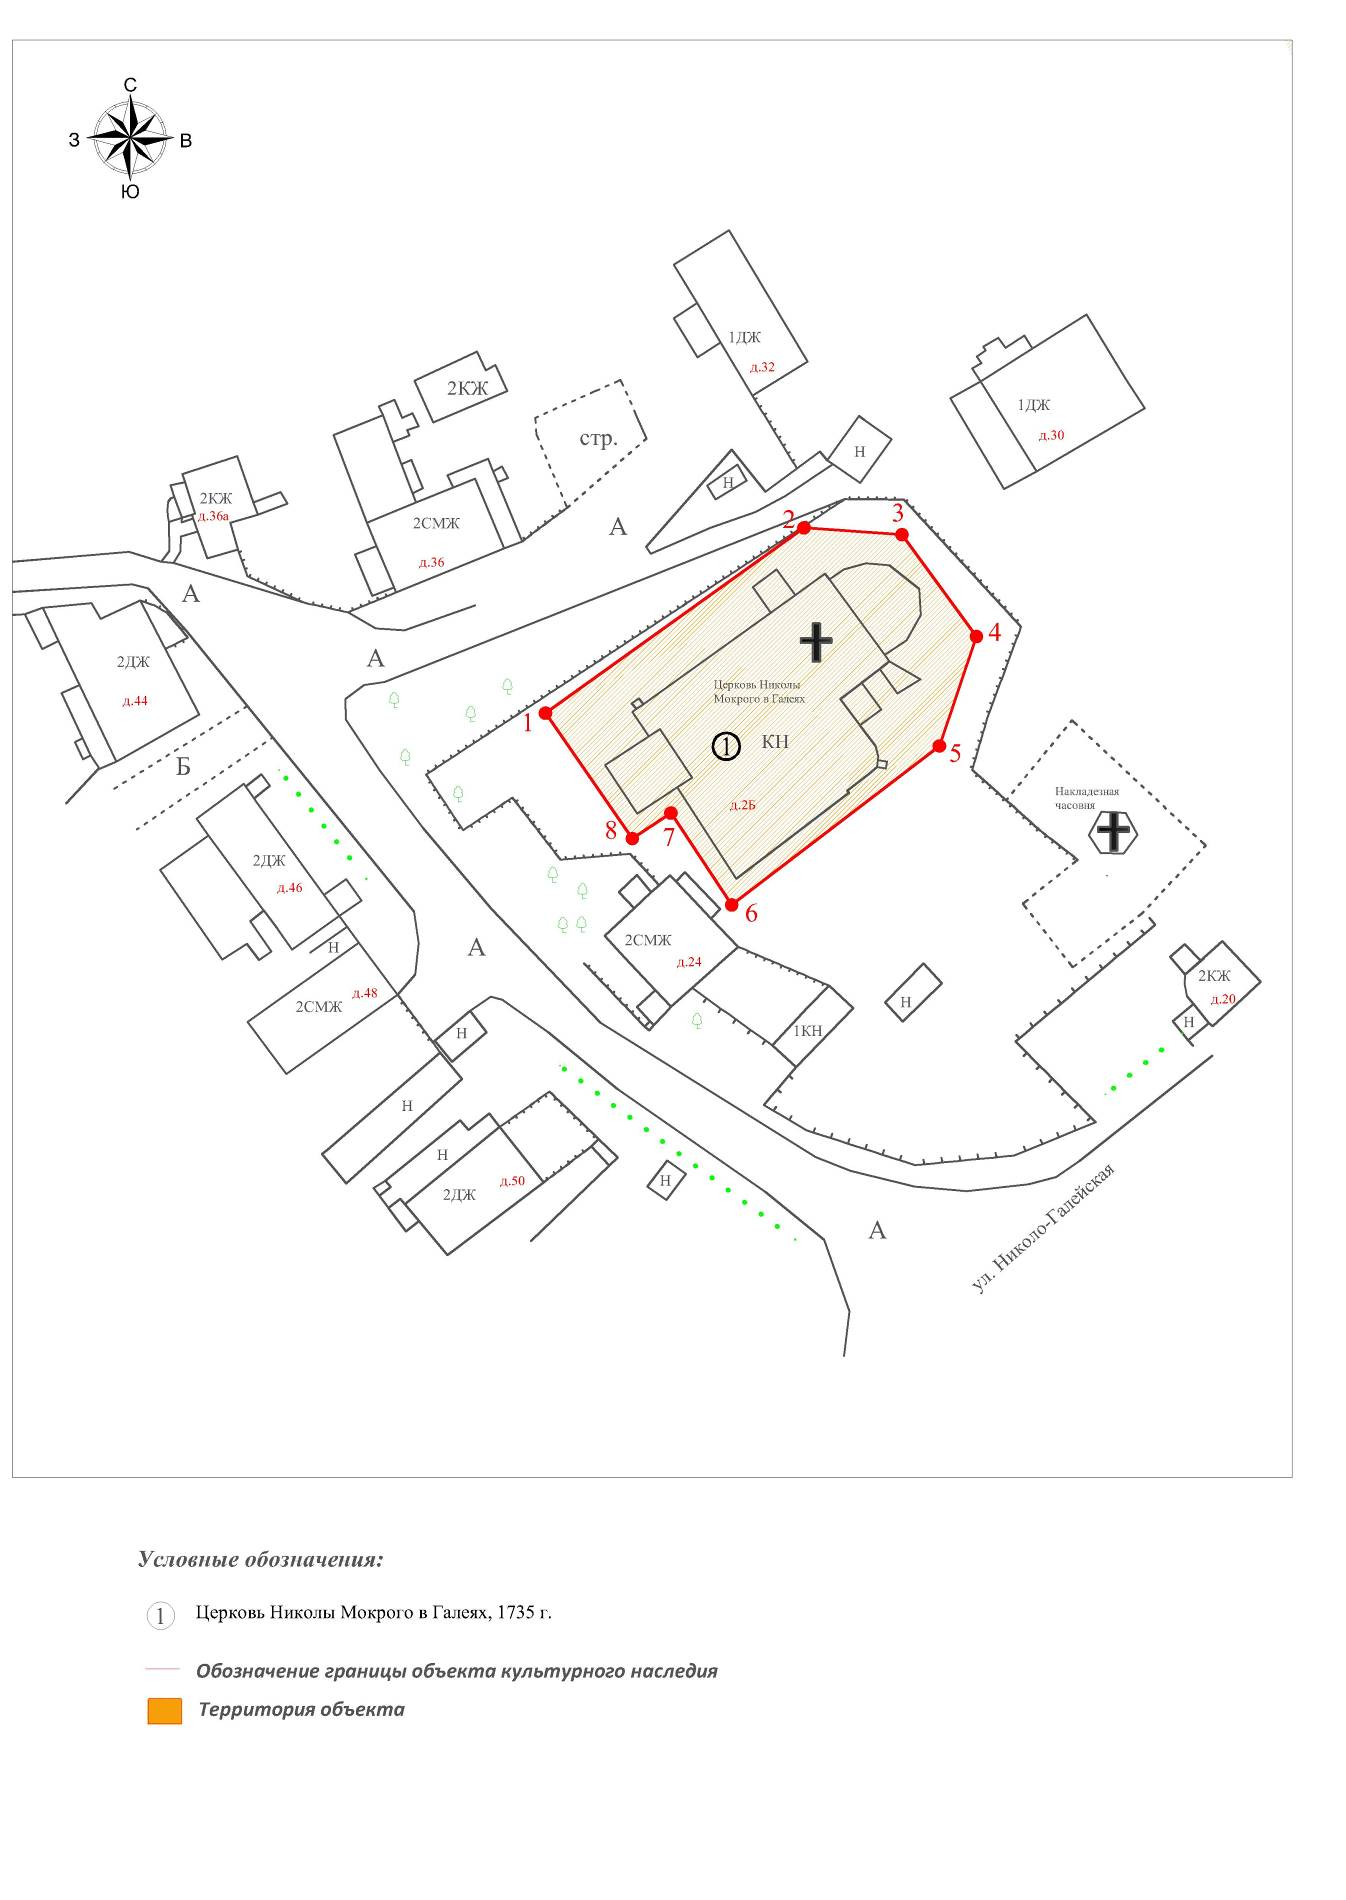 С
З
В
Ю
1ДЖ
д.32
2КЖ
1ДЖ
д.30
стр.
Н
Н
2КЖ
д.36а
2СМЖ
д.36
А
2
3
А
4
А
2ДЖ
д.44
Церковь Николы
Мокрого в Галеях
1
1
КН
5
Б
Накладезная
часовня
д.2Б
8
7
2ДЖ
д.46
6
Н
А
2СМЖ
д.24
2СМЖ
д.48
2КЖ
д.20
Н
Н
Н
1КН
Н
Н
2ДЖ
д.50
Н
А
ул. Николо-Галейская
Условные обозначения:
1 Церковь Николы Мокрого в Галеях, 1735 г.
Обозначение границы объекта культурного наследия
Территория объекта